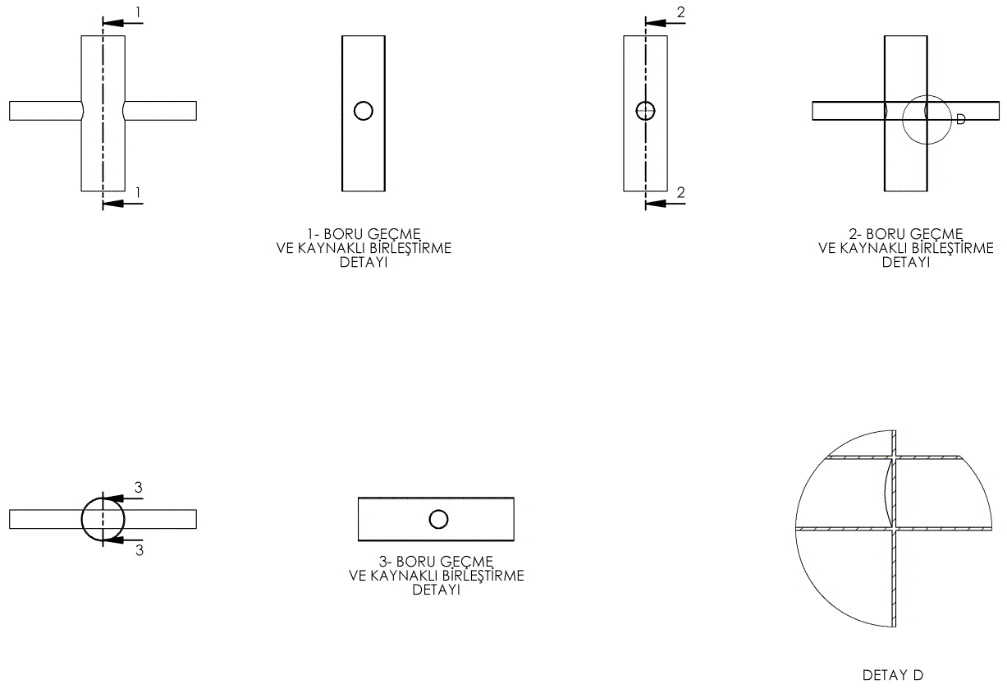 1
1
1- BORU GEÇME
VE KAYNAKLI BİRLEŞTİRME
DETAYI
2
2
D
2- BORU GEÇME
VE KAYNAKLI BİRLEŞTİRME
DETAYI
3
3
3- BORU GEÇME
VE KAYNAKLI BİRLEŞTİRME
DETAYI
DETAY D